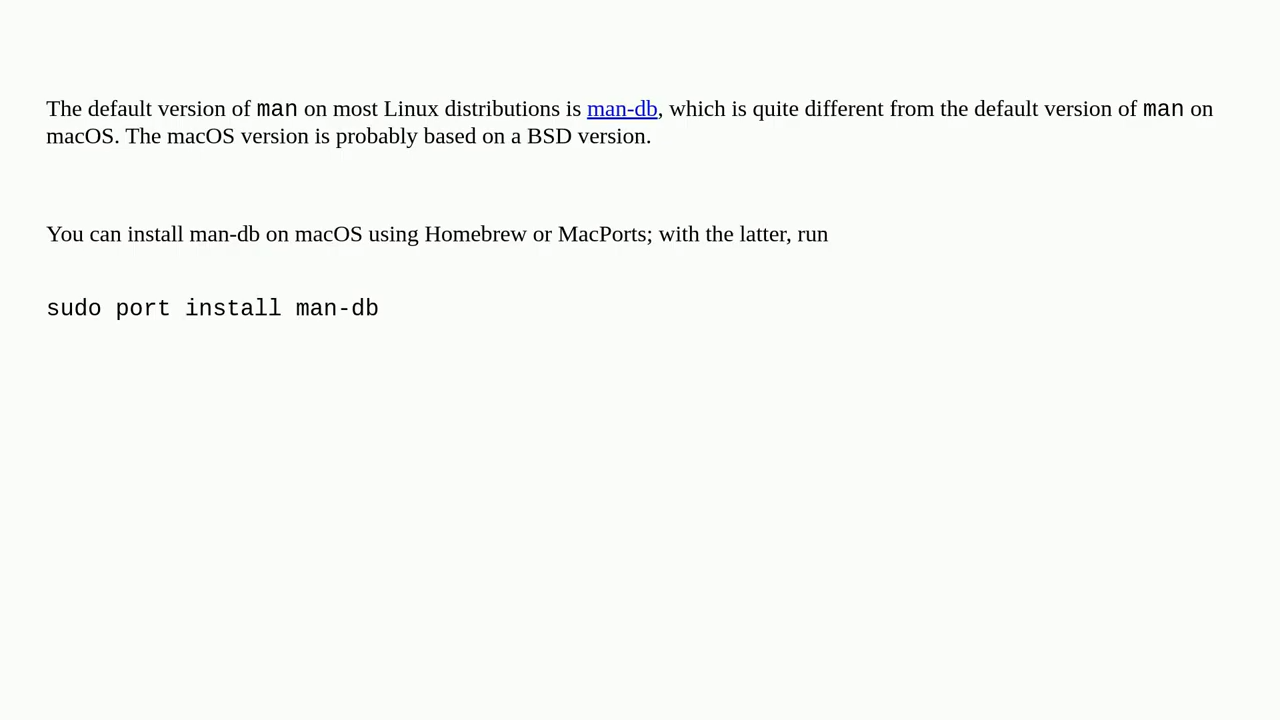 The default version of man on most Linux distributions is man-db, which is quite different from the default version of man on
macOS. The macOS version is probably based on a BSD version.
You can install man-db on macOS using Homebrew or MacPorts; with the latter, run
sudo port install man-db